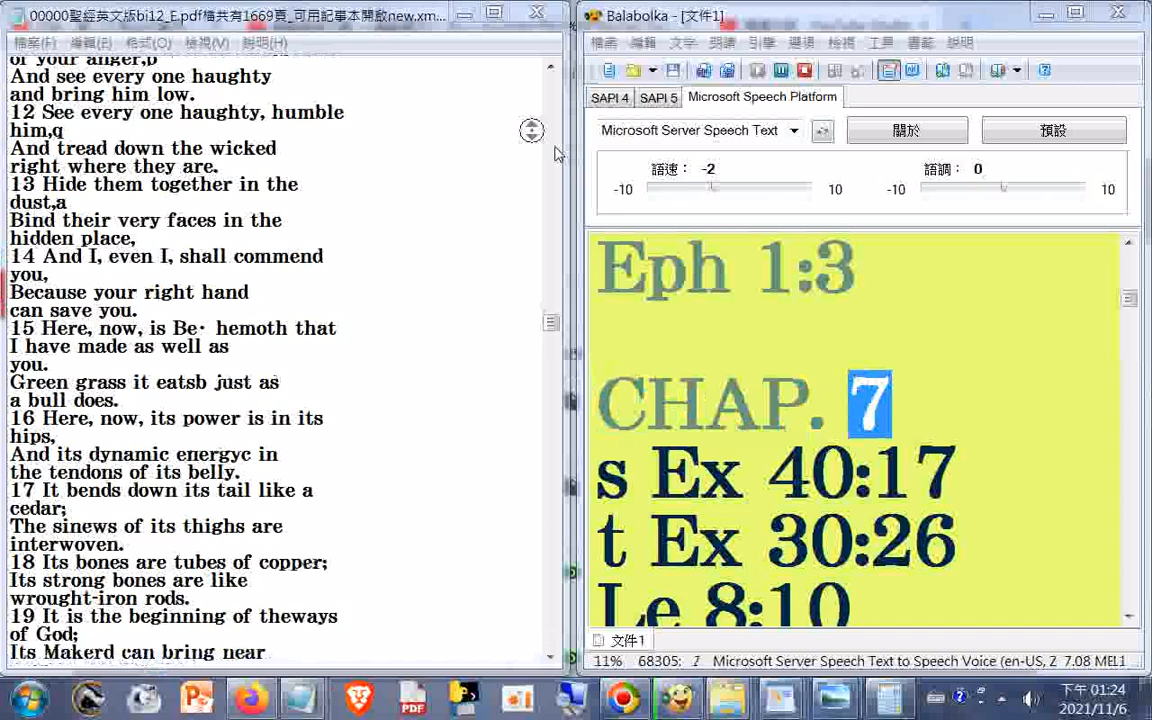 00000聖經英文版bi12_E.pdf檔共有1669頁_可用記事本開啟new.xm...
檔案(F) 編輯(E) 格式(O) 檢視(V) 說明(H)
of your anger,p
And see every one haughty
and bring him low.
12 See every one haughty, humble
him,q
And tread down the wicked
right where they are.
13 Hide them together in the
dust,a
Bind their very faces in the
hidden place,
14 And I, even I, shall commend
you,
Because your right hand
can save you.
15 Here, now, is Be· hemoth that
I have made as well as
you.
Green grass it eatsb just as
a bull does.
16 Here, now, its power is in its
hips,
And its dynamic energyc in
the tendons of its belly.
17 It bends down its tail like a
cedar;
The sinews of its thighs are
interwoven.
18 Its bones are tubes of copper;
Its strong bones are like
wrought-iron rods.
19 It is the beginning of theways
of God;
Its Makerd can bring near
Balabolka - [文件1]
檔案 編輯 文字 朗讀 引擎 選項 檢視 工具 書籤 說明
SAPI 4 SAPI 5 Microsoft Speech Platform
Microsoft Server Speech Text 關於 預設
語速： -2 語調： 0
-10 10 -10 10
Eph 1:3
CHAP. 7
s Ex 40:17
t Ex 30:26
Le 8:10
文件1
11% 68305: 7 Microsoft Server Speech Text to Speech Voice (en-US, Z 7.08 ME
PDF
下午 01:24
2021/11/6